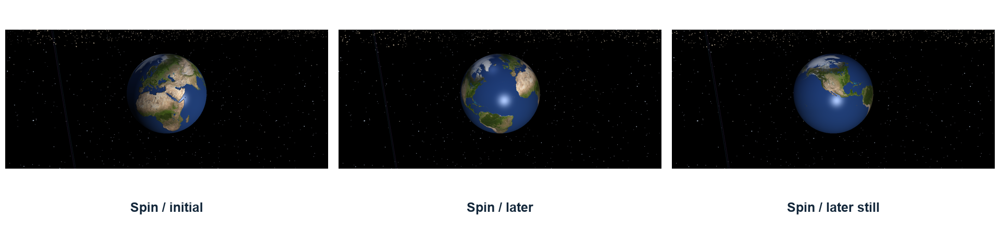 Spin / initial
Spin / later
Spin / later still